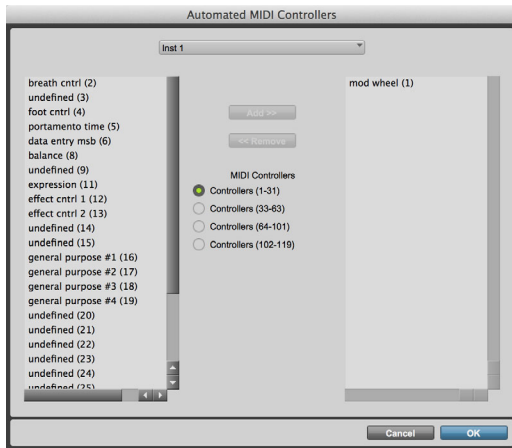 Automated MIDI Controllers
Inst 1
breath cntrl (2)
undefined (3)
foot cntrl (4)
portamento time (5)
data entry msb (6)
balance (8)
undefined (9)
expression (11)
effect cntrl 1 (12)
effect cntrl 2 (13)
undefined (14)
undefined (15)
general purpose #1 (16)
general purpose #2 (17)
general purpose #3 (18)
general purpose #4 (19)
undefined (20)
undefined (21)
undefined (22)
undefined (23)
undefined (24)
undefined (25)
Add >>
<< Remove
MIDI Controllers
Controllers (1-31)
Controllers (33-63)
Controllers (64-101)
Controllers (102-119)
mod wheel (1)
Cancel
OK